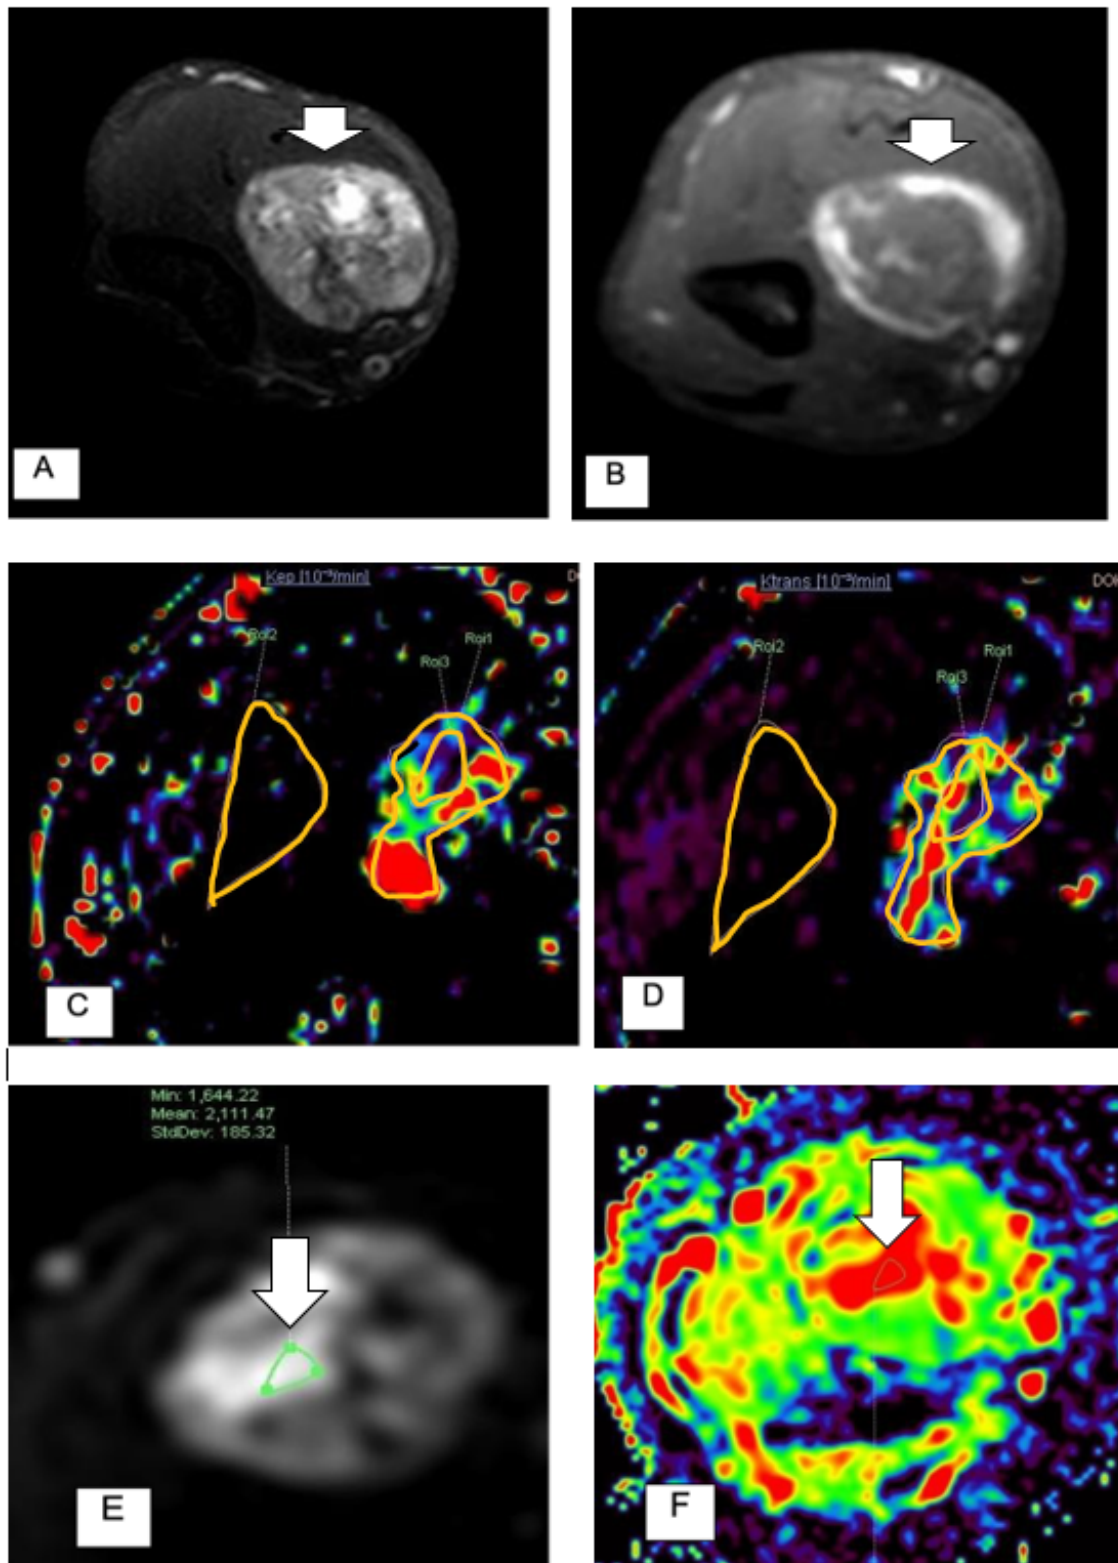 A
B
Kep [10⁻³/min]
Roi2
Roi1
Roi3
C
Ktrans [10⁻³/min]
Roi2
Roi1
Roi3
D
Min: 1,644.22
Mean: 2,111.47
StdDev: 185.32
E
F